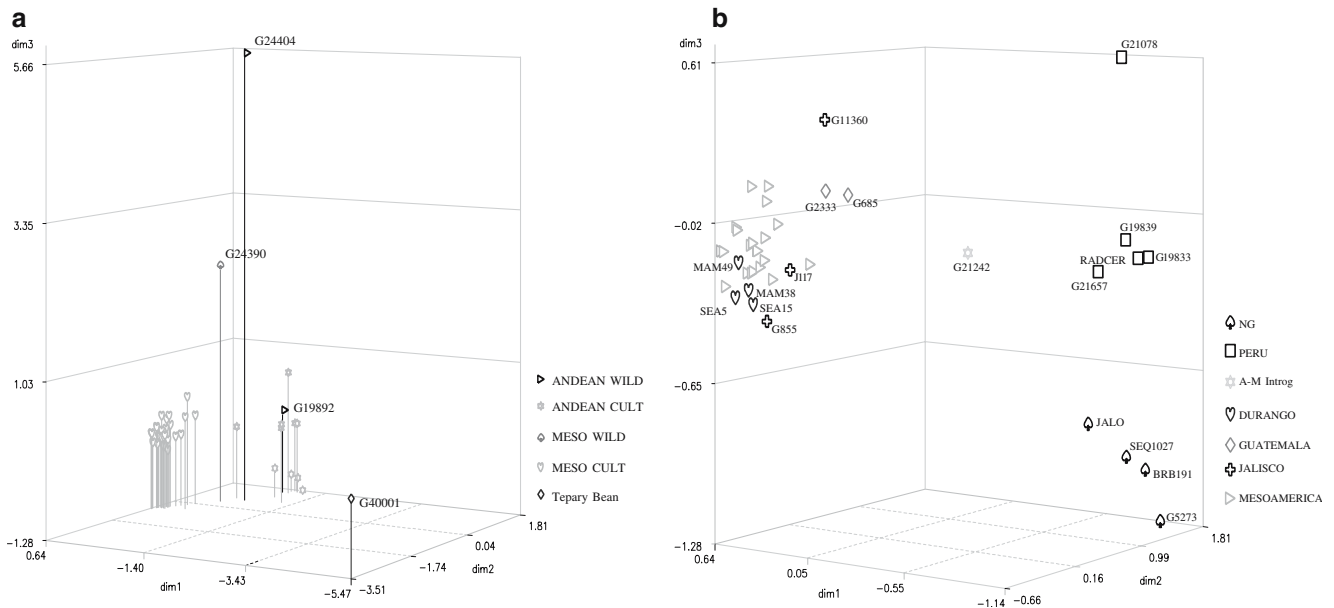 a
dim3
5.66
3.35
1.03
−1.28
0.64
−1.40
−3.43
−5.47
dim1
−3.51
−1.74
0.04
1.81
dim2
G24404
G24390
G19892
G40001
ANDEAN WILD
ANDEAN CULT
MESO WILD
MESO CULT
Tepary Bean
b
dim3
0.61
−0.02
−0.65
−1.28
0.64
0.05
−0.55
−1.14
dim1
−0.66
0.16
0.99
1.81
dim2
G21078
G11360
G2333
G685
G19839
RADCER
G19833
G21657
G21242
MAM49
J117
MAM38
SEA5
SEA15
G855
JALO
SEQ1027
BRB191
G5273
NG
PERU
A-M Introg
DURANGO
GUATEMALA
JALISCO
MESOAMERICA